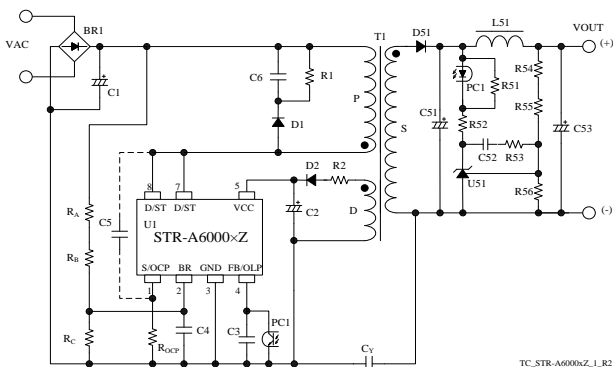 VAC
BR1
C1
C6
R1
D1
P
T1
S
D51
L51
VOUT
(+)
PC1
R51
R54
R55
C51
R52
C53
C52
R53
U51
R56
(-)
D2
R2
C2
D
8
7
5
D/ST
D/ST
VCC
C5
U1
STR-A6000×Z
S/OCP
BR
GND
FB/OLP
1
2
3
4
RA
RB
RC
ROCP
C4
C3
PC1
CY
TC_STR-A6000xZ_1_R2